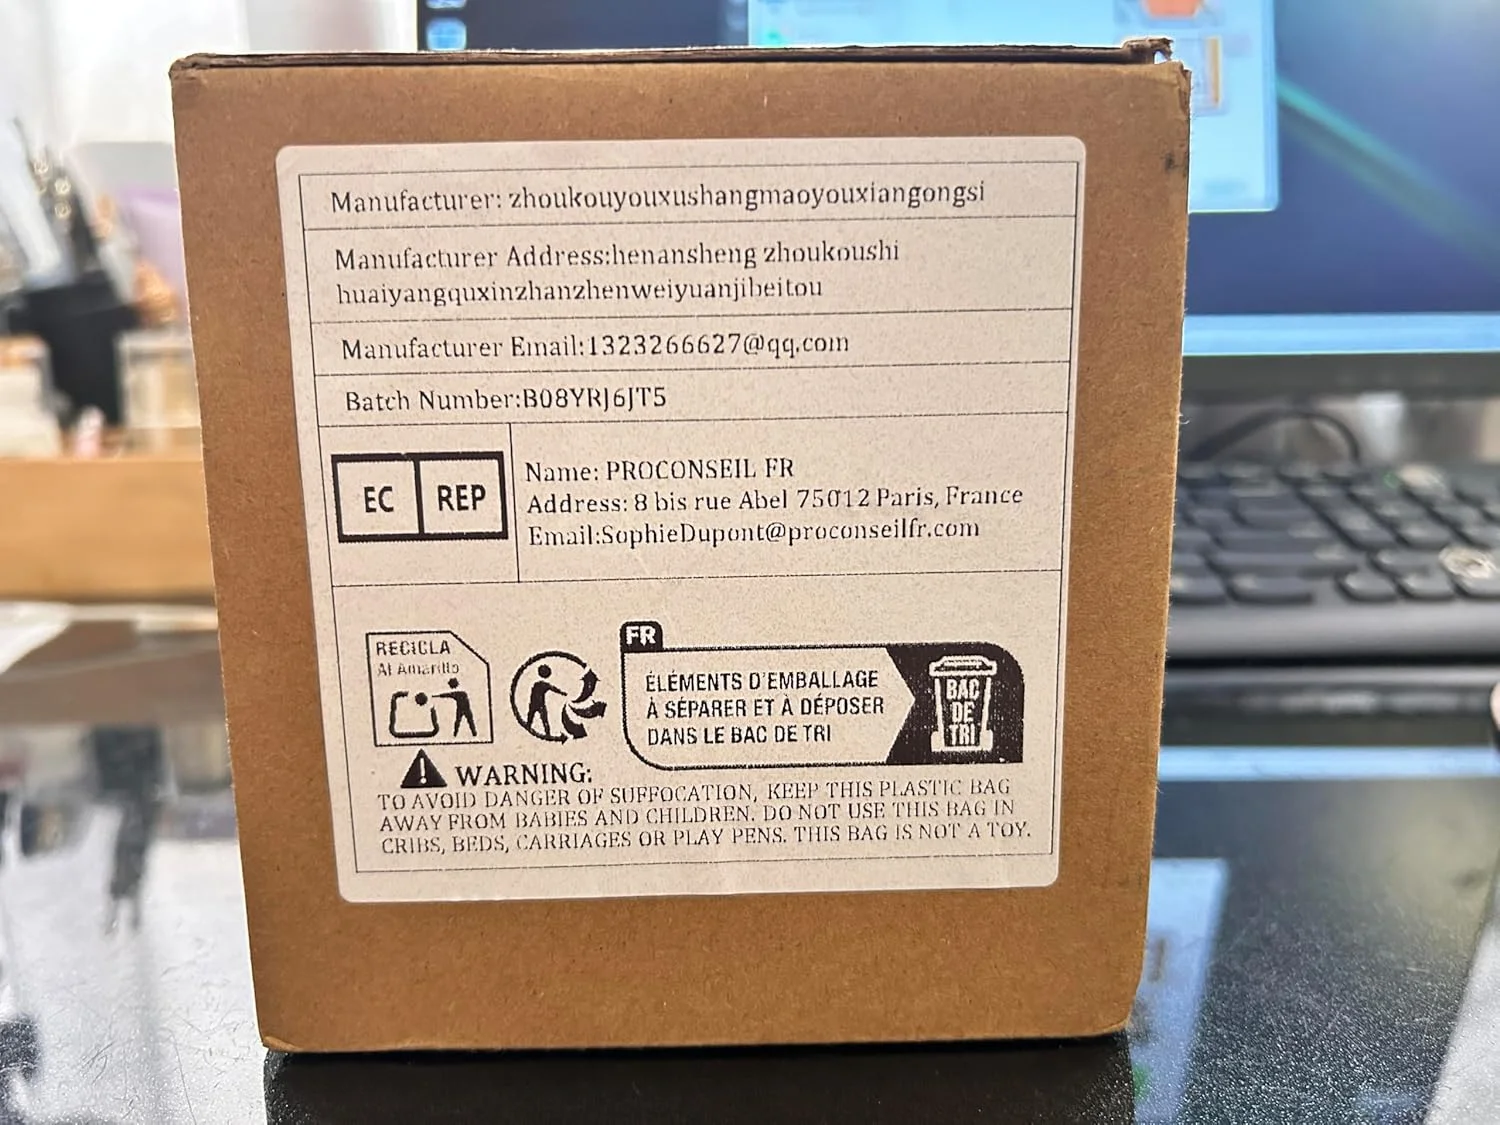 Manufacturer: zhoukouyouxushangmaoyouxiangongsi
Manufacturer Address:henansheng zhoukoushi
huaiyangquxinzhanzhenweiyuanjibeitou
Manufacturer Email:1323266627@qq.com
Batch Number:B08YRJ6JT5
EC REP
Name: PROCONSEIL FR
Address: 8 bis rue Abel 75012 Paris, France
Email:SophieDupont@proconseilfr.com
RECICLA
Al Amarillo
FR
ÉLÉMENTS D'EMBALLAGE
À SÉPARER ET À DÉPOSER
DANS LE BAC DE TRI
BAC
DE
TRI
WARNING:
TO AVOID DANGER OF SUFFOCATION, KEEP THIS PLASTIC BAG
AWAY FROM BABIES AND CHILDREN. DO NOT USE THIS BAG IN
CRIBS, BEDS, CARRIAGES OR PLAY PENS. THIS BAG IS NOT A TOY.